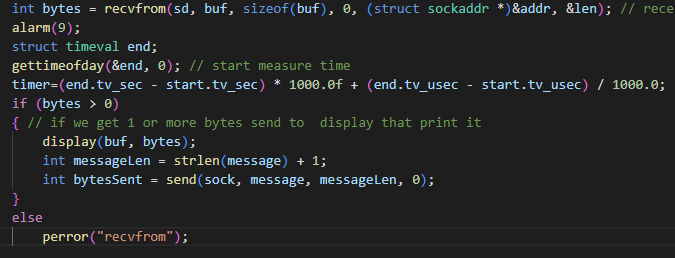 int bytes = recvfrom(sd, buf, sizeof(buf), 0, (struct sockaddr *)&addr, &len); // rece
alarm(9);
struct timeval end;
gettimeofday(&end, 0); // start measure time
timer=(end.tv_sec - start.tv_sec) * 1000.0f + (end.tv_usec - start.tv_usec) / 1000.0;
if (bytes > 0)
{ // if we get 1 or more bytes send to  display that print it
    display(buf, bytes);
    int messageLen = strlen(message) + 1;
    int bytesSent = send(sock, message, messageLen, 0);
}
else
    perror("recvfrom");